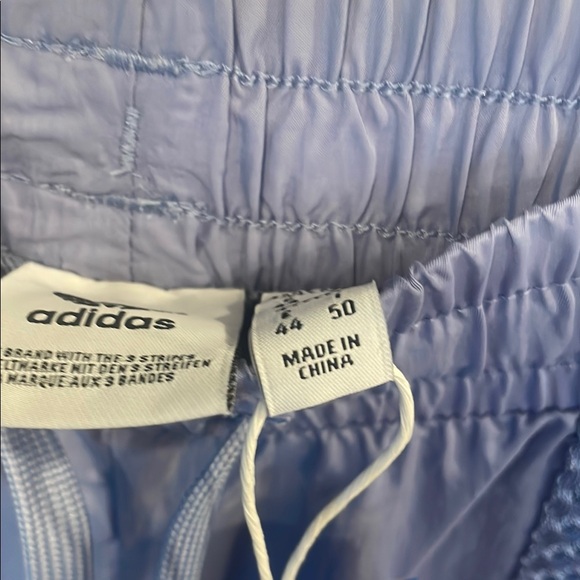 adidas
BRAND WITH THE 3 STRIPES
LTMARKE MIT DEN 3 STREIFEN
MARQUE AUX 3 BANDES
44 50
MADE IN
CHINA